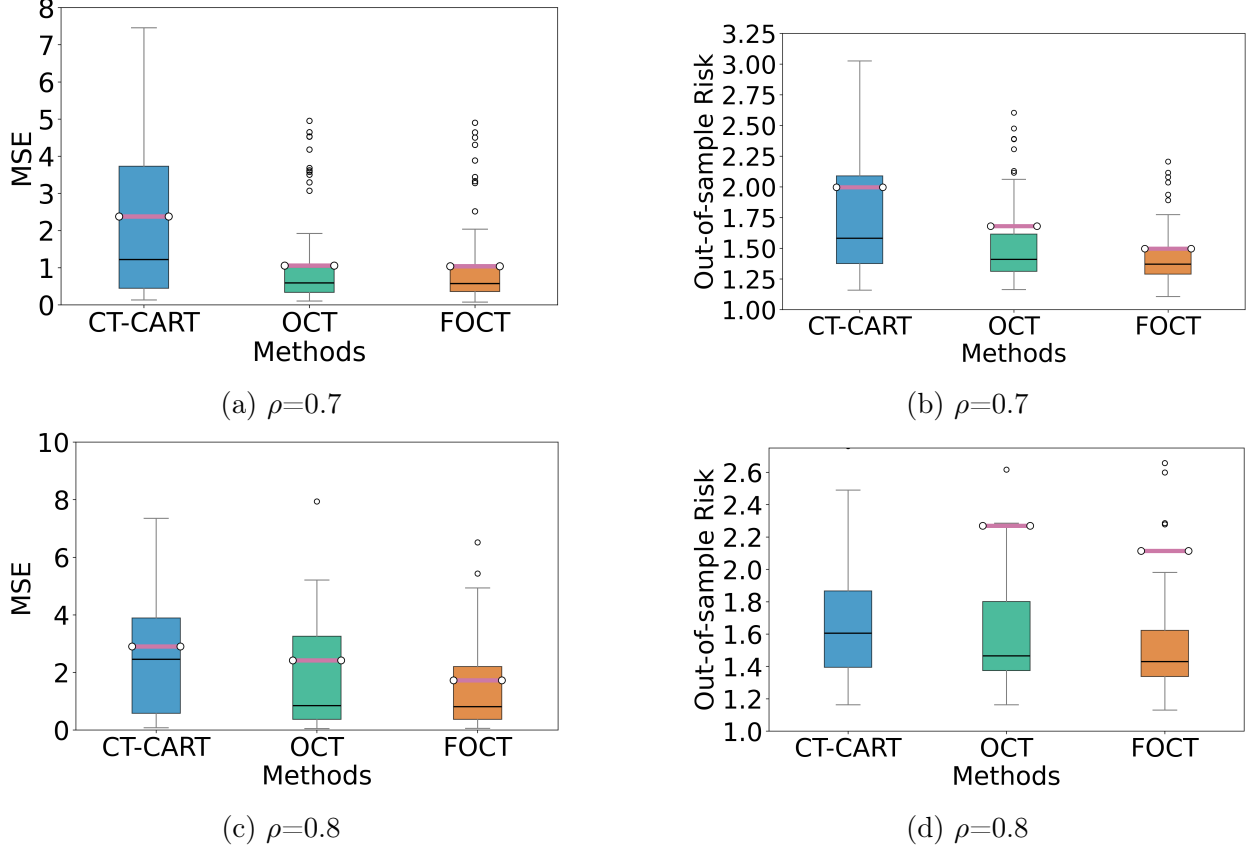 8
7
6
5
4
3
2
1
0
MSE
CT-CART OCT FOCT
Methods
(a) ρ=0.7
3.25
3.00
2.75
2.50
2.25
2.00
1.75
1.50
1.25
1.00
Out-of-sample Risk
CT-CART OCT FOCT
Methods
(b) ρ=0.7
10
8
6
4
2
0
MSE
CT-CART OCT FOCT
Methods
(c) ρ=0.8
2.6
2.4
2.2
2.0
1.8
1.6
1.4
1.2
1.0
Out-of-sample Risk
CT-CART OCT FOCT
Methods
(d) ρ=0.8